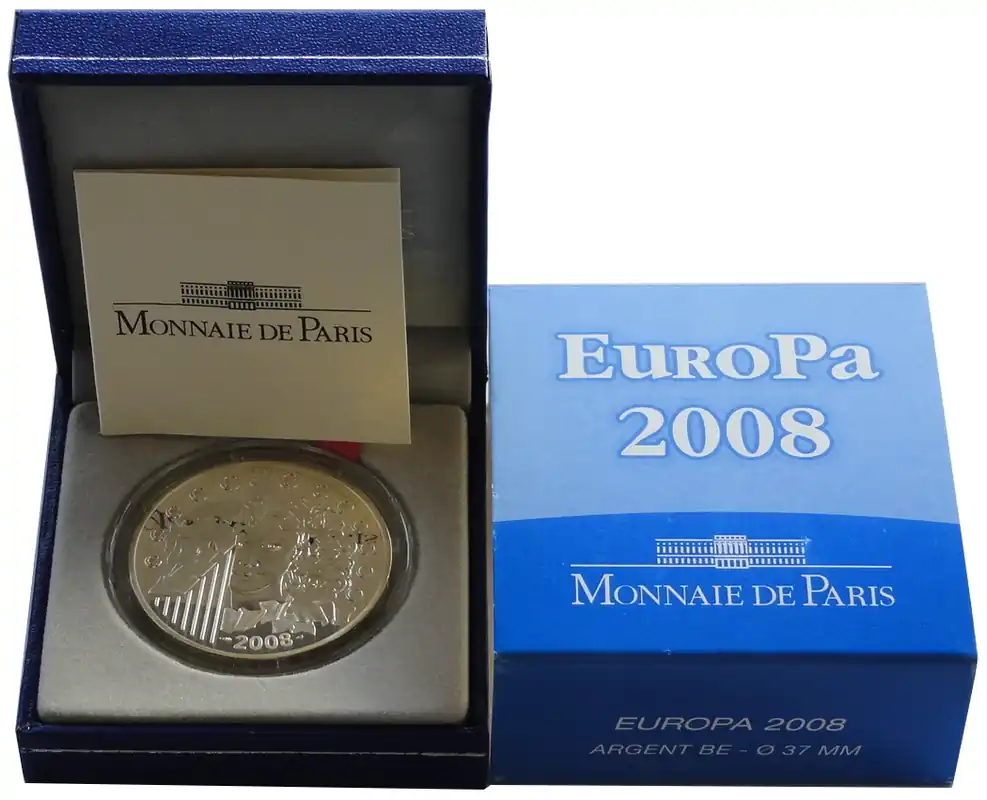 MONNAIE DE PARIS
2008
EUROPA
2008
MONNAIE DE PARIS
EUROPA 2008
ARGENT BE - Ø 37 MM